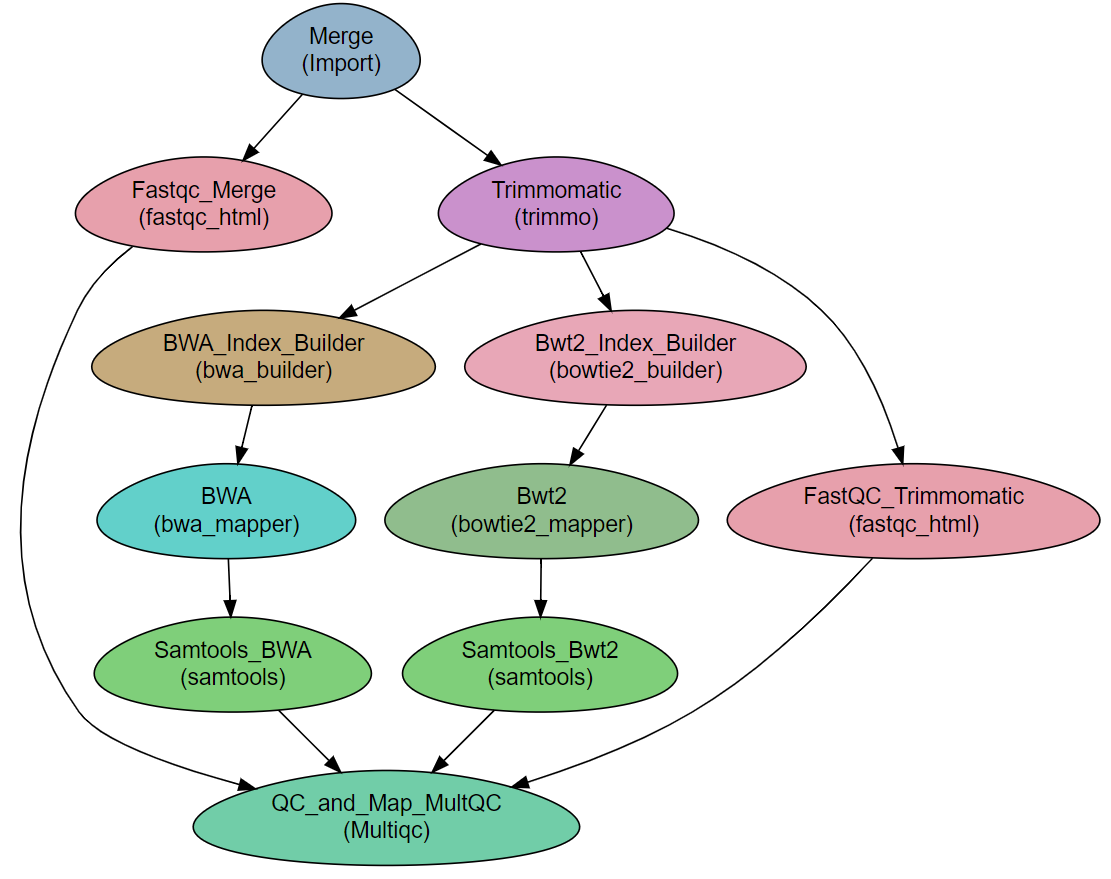 Merge
(Import)
Fastqc_Merge
(fastqc_html)
Trimmomatic
(trimmo)
BWA_Index_Builder
(bwa_builder)
Bwt2_Index_Builder
(bowtie2_builder)
BWA
(bwa_mapper)
Bwt2
(bowtie2_mapper)
FastQC_Trimmomatic
(fastqc_html)
Samtools_BWA
(samtools)
Samtools_Bwt2
(samtools)
QC_and_Map_MultQC
(Multiqc)